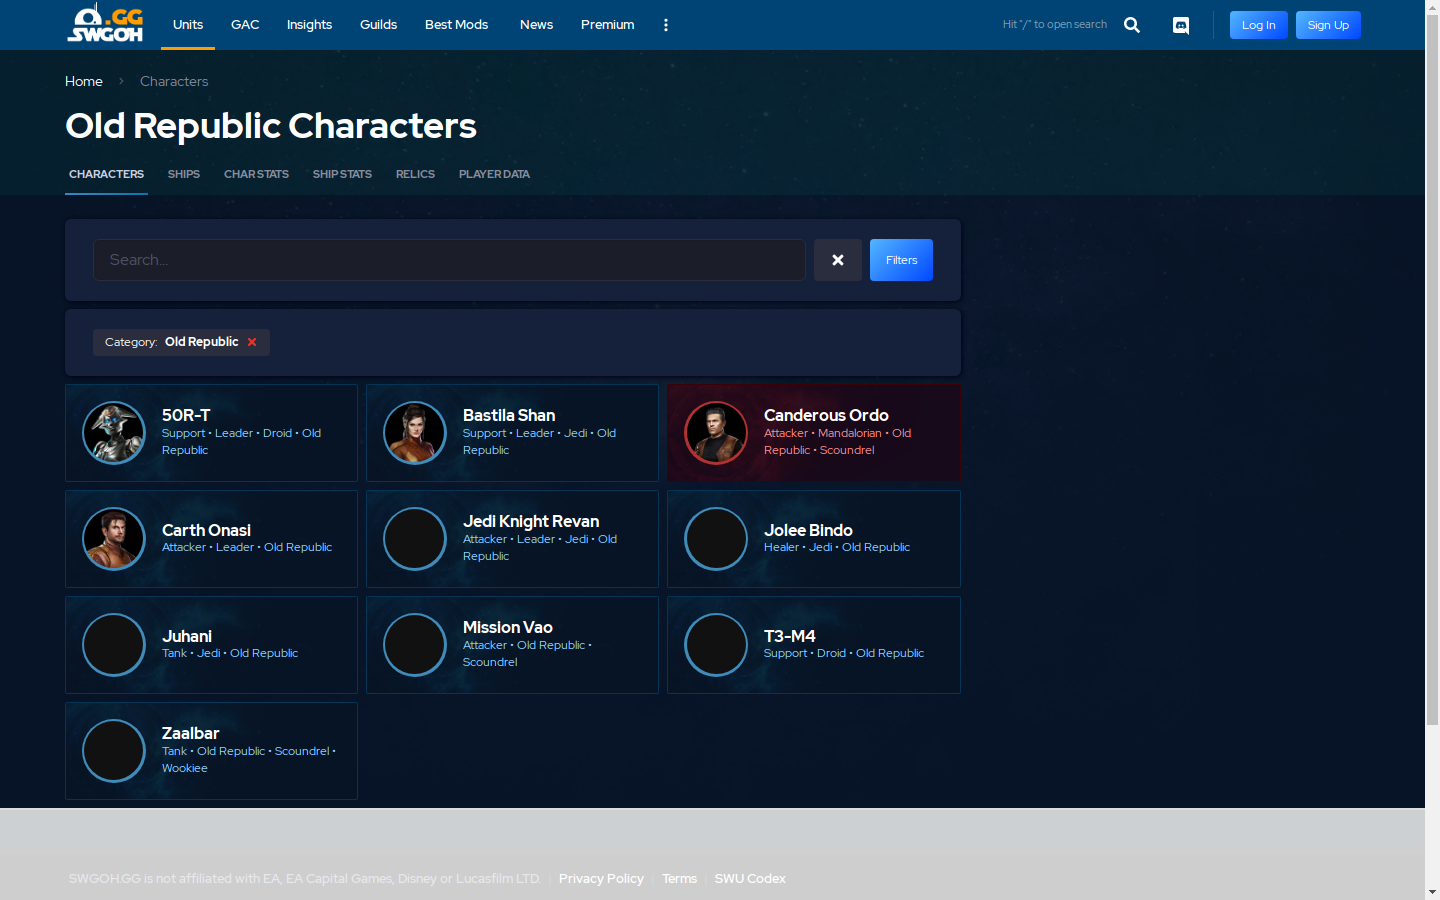 .GG
SWGOH
Units
GAC
Insights
Guilds
Best Mods
News
Premium
Hit "/" to open search
Log In
Sign Up
Home
Characters
Old Republic Characters
CHARACTERS
SHIPS
CHAR STATS
SHIP STATS
RELICS
PLAYER DATA
Search...
Filters
Category: Old Republic
50R-T
Support • Leader • Droid • Old
Republic
Bastila Shan
Support • Leader • Jedi • Old
Republic
Canderous Ordo
Attacker • Mandalorian • Old
Republic • Scoundrel
Carth Onasi
Attacker • Leader • Old Republic
Jedi Knight Revan
Attacker • Leader • Jedi • Old
Republic
Jolee Bindo
Healer • Jedi • Old Republic
Juhani
Tank • Jedi • Old Republic
Mission Vao
Attacker • Old Republic •
Scoundrel
T3-M4
Support • Droid • Old Republic
Zaalbar
Tank • Old Republic • Scoundrel •
Wookiee
SWGOH.GG is not affiliated with EA, EA Capital Games, Disney or Lucasfilm LTD.
Privacy Policy
Terms
SWU Codex